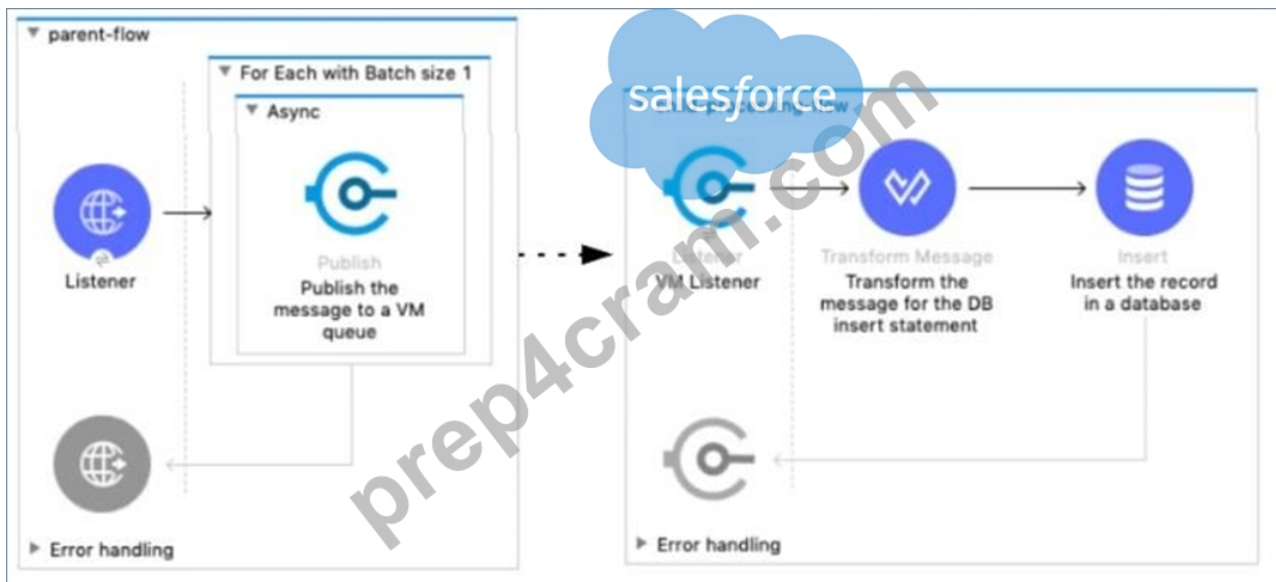 parent-flow
For Each with Batch size 1
Async
Listener
Publish
Publish the
message to a VM
queue
Error handling
salesforce
Listener
VM Listener
Transform Message
Transform the
message for the DB
insert statement
Insert
Insert the record
in a database
Error handling
prep4cram.com